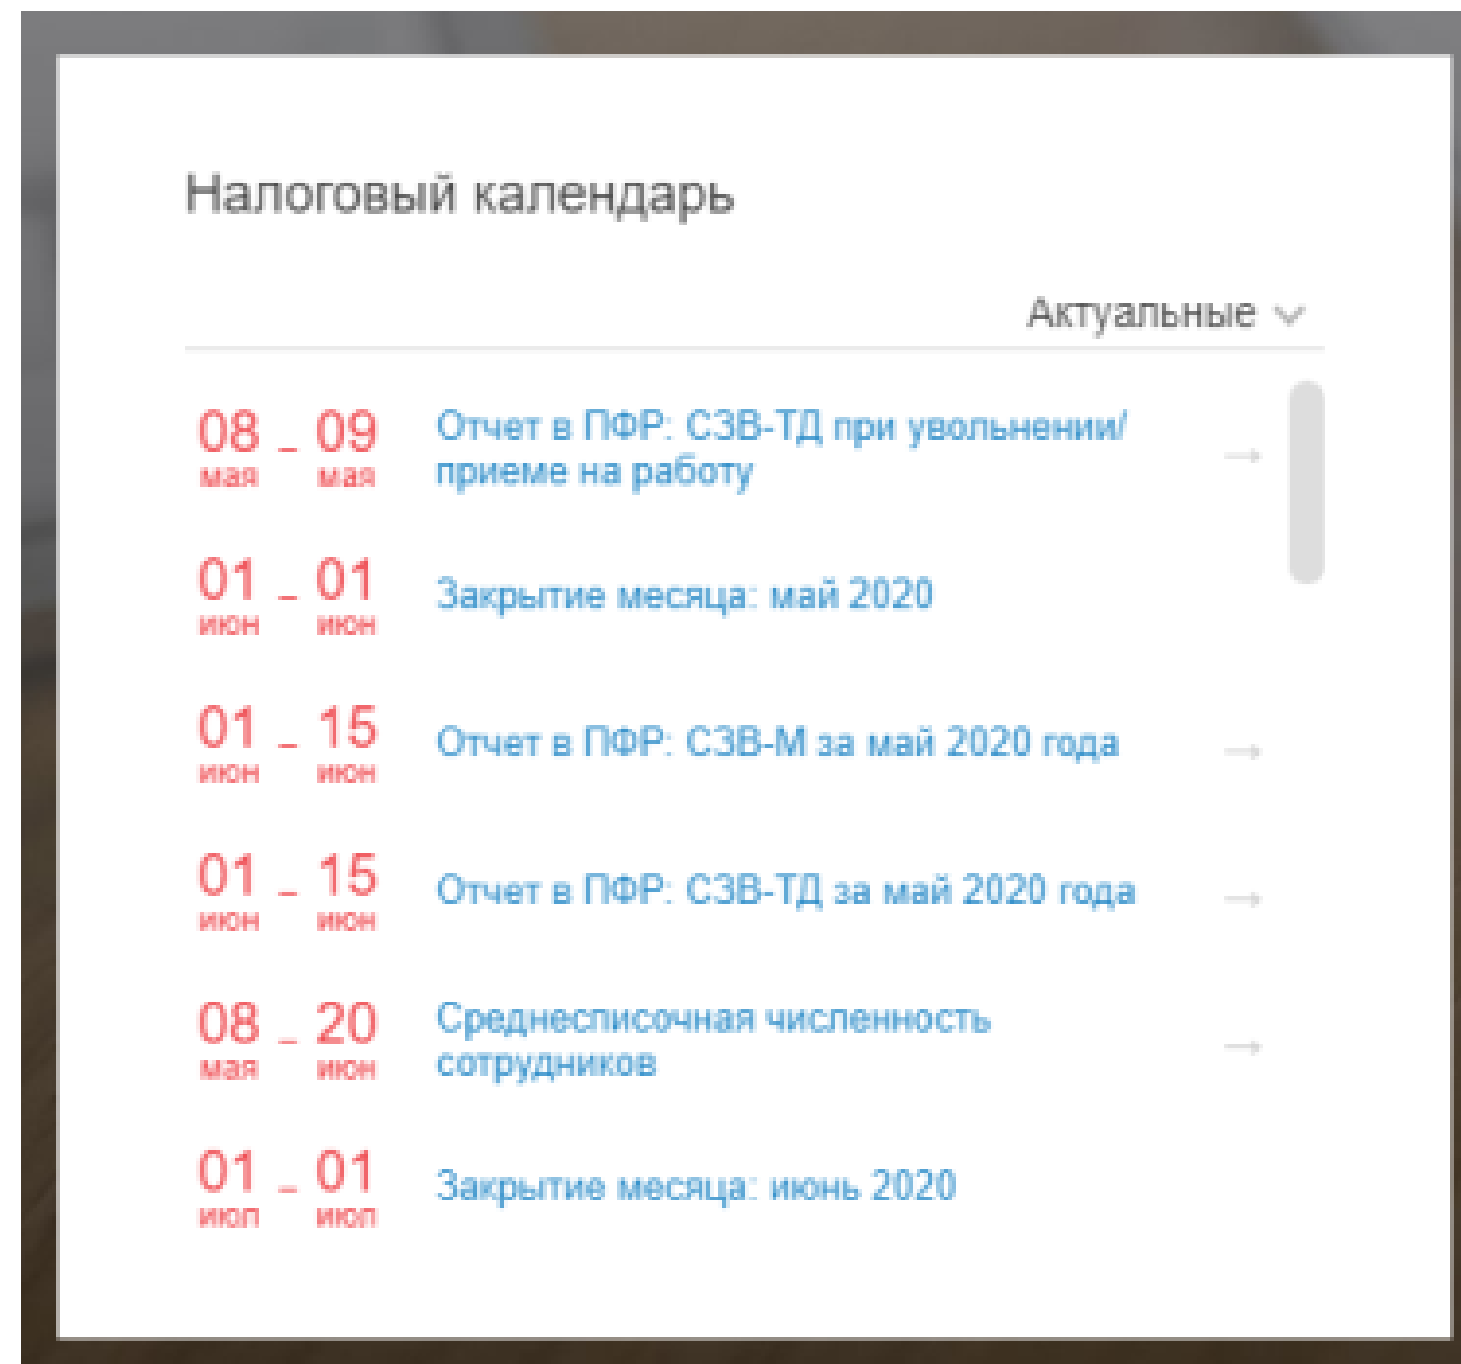 Налоговый календарь
Актуальные
08 _ 09
мая мая
Отчет в ПФР: СЗВ-ТД при увольнении/
приеме на работу
01 _ 01
июн июн
Закрытие месяца: май 2020
01 _ 15
июн июн
Отчет в ПФР: СЗВ-М за май 2020 года
01 _ 15
июн июн
Отчет в ПФР: СЗВ-ТД за май 2020 года
08 _ 20
мая июн
Среднесписочная численность
сотрудников
01 _ 01
июл июл
Закрытие месяца: июнь 2020